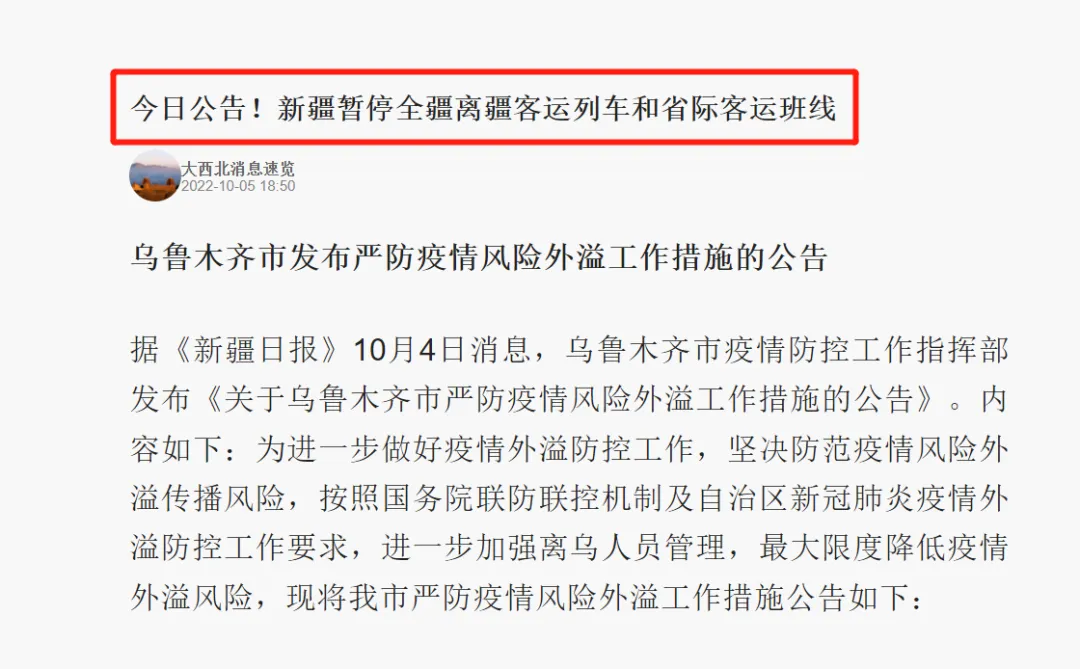 今日公告！新疆暂停全疆离疆客运列车和省际客运班线
大西北消息速览
2022-10-05 18:50
乌鲁木齐市发布严防疫情风险外溢工作措施的公告
据《新疆日报》10月4日消息，乌鲁木齐市疫情防控工作指挥部
发布《关于乌鲁木齐市严防疫情风险外溢工作措施的公告》。内
容如下：为进一步做好疫情外溢防控工作，坚决防范疫情风险外
溢传播风险，按照国务院联防联控机制及自治区新冠肺炎疫情外
溢防控工作要求，进一步加强离乌人员管理，最大限度降低疫情
外溢风险，现将我市严防疫情风险外溢工作措施公告如下：